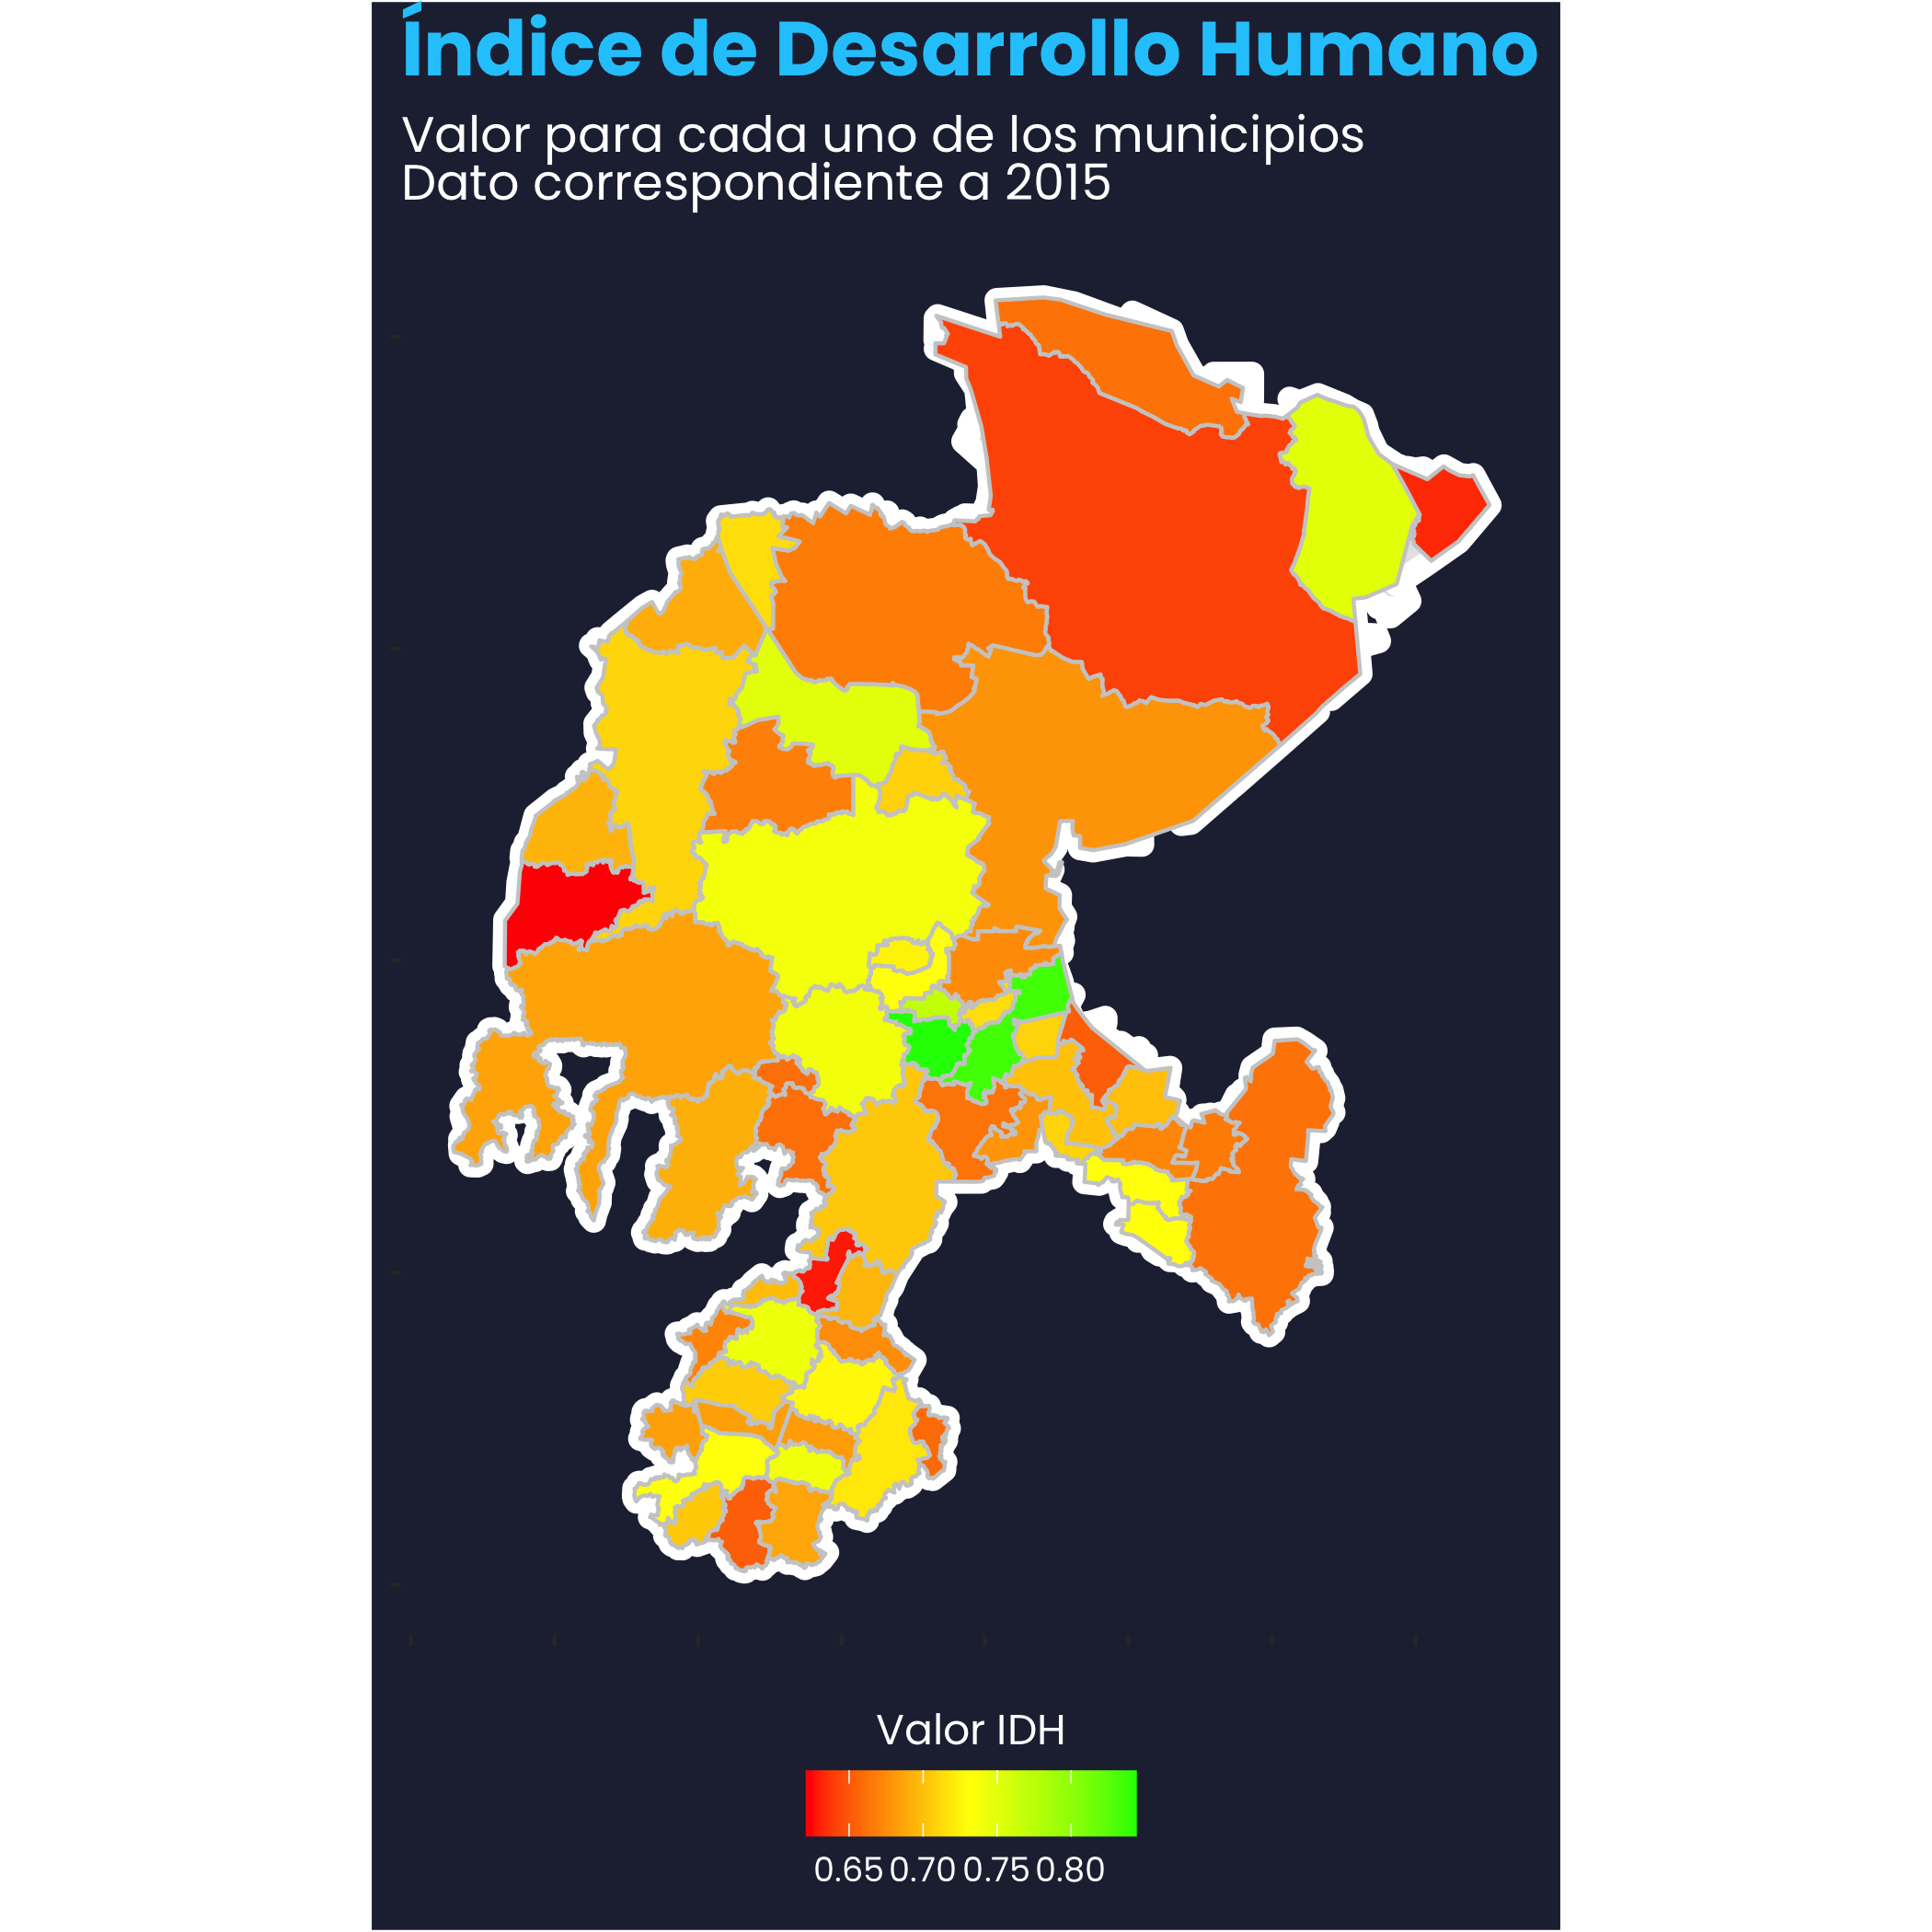 Índice de Desarrollo Humano
Valor para cada uno de los municipios
Dato correspondiente a 2015
Valor IDH
0.65 0.70 0.75 0.80